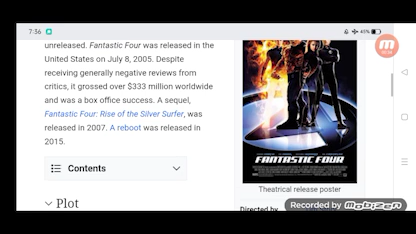 7:36
45%
unreleased. Fantastic Four was released in the
United States on July 8, 2005. Despite
receiving generally negative reviews from
critics, it grossed over $333 million worldwide
and was a box office success. A sequel,
Fantastic Four: Rise of the Silver Surfer, was
released in 2007. A reboot was released in
2015.
Contents
Plot
FANTASTIC FOUR
Theatrical release poster
Directed by
Recorded by
MOBIZEN